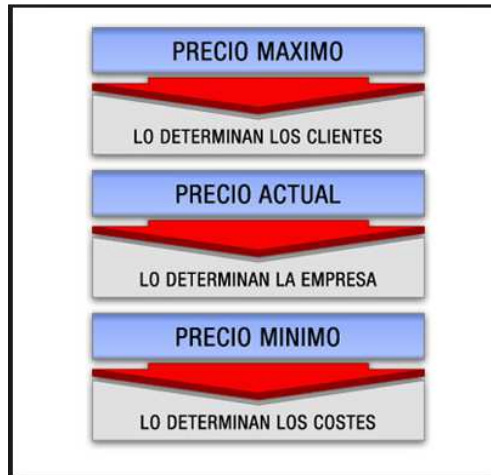 PRECIO MAXIMO
LO DETERMINAN LOS CLIENTES
PRECIO ACTUAL
LO DETERMINAN LA EMPRESA
PRECIO MINIMO
LO DETERMINAN LOS COSTES